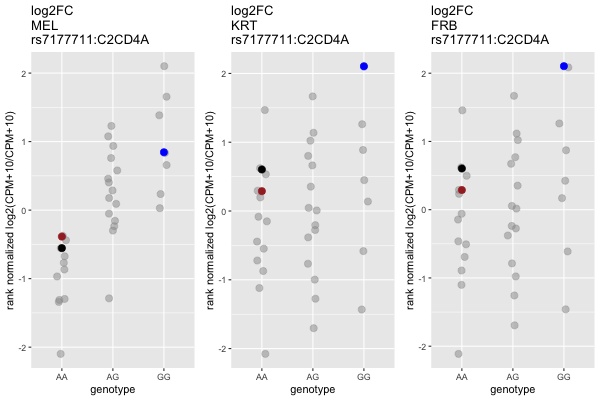 log2FC
MEL
rs7177711:C2CD4A
rank normalized log2(CPM+10/CPM+10)
2
1
0
-1
-2
AA
AG
GG
genotype
log2FC
KRT
rs7177711:C2CD4A
rank normalized log2(CPM+10/CPM+10)
2
1
0
-1
-2
AA
AG
GG
genotype
log2FC
FRB
rs7177711:C2CD4A
rank normalized log2(CPM+10/CPM+10)
2
1
0
-1
-2
AA
AG
GG
genotype